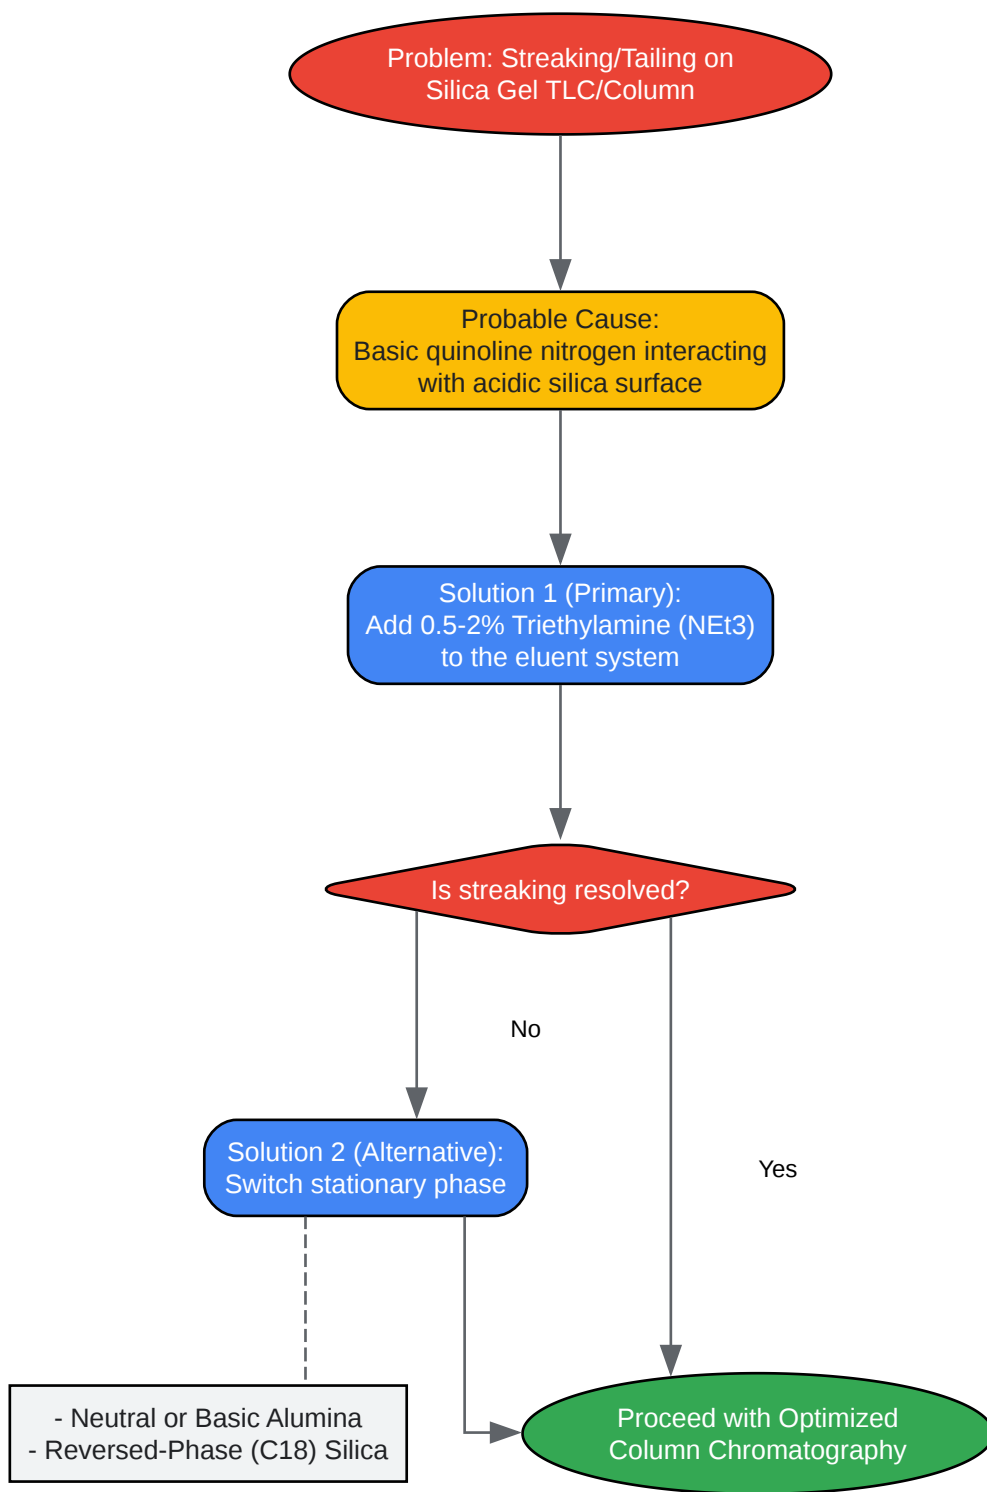 Problem: Streaking/Tailing on
Silica Gel TLC/Column
Probable Cause:
Basic quinoline nitrogen interacting
with acidic silica surface
Solution 1 (Primary):
Add 0.5-2% Triethylamine (NEt3)
to the eluent system
Is streaking resolved?
No
Solution 2 (Alternative):
Switch stationary phase
Yes
- Neutral or Basic Alumina
- Reversed-Phase (C18) Silica
Proceed with Optimized
Column Chromatography